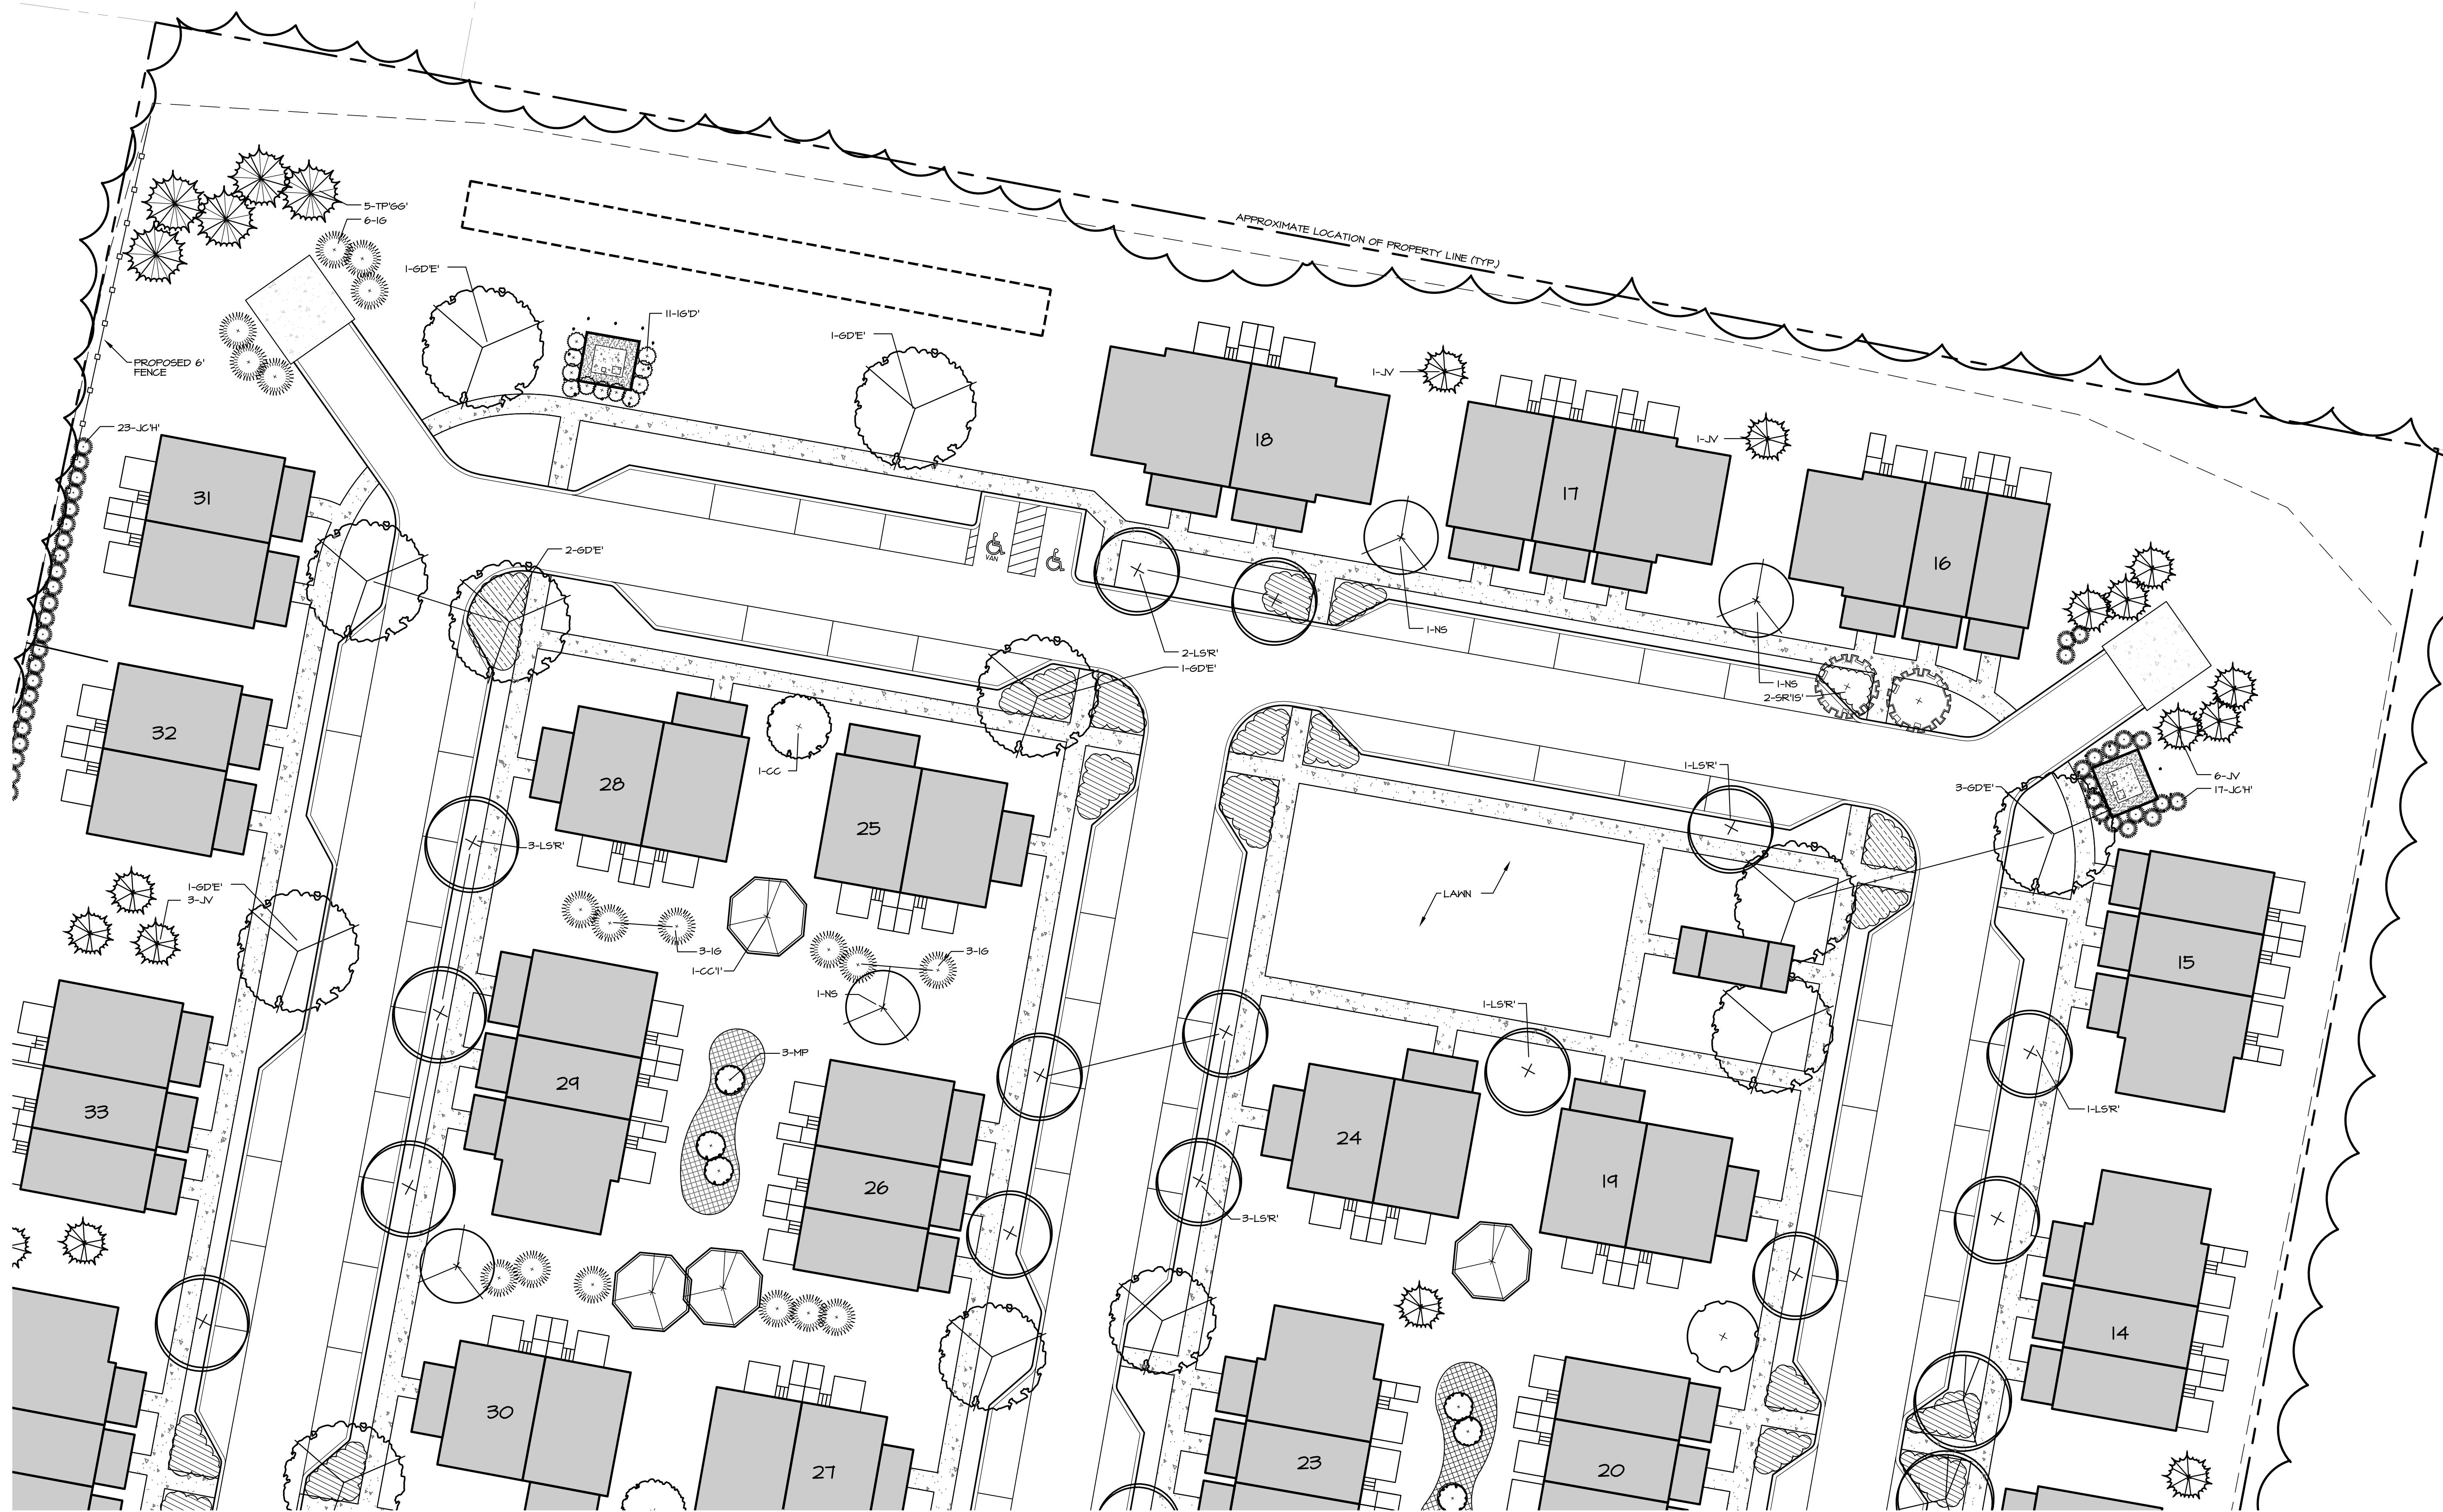 APPROXIMATE LOCATION OF PROPERTY LINE (TYP.)
5-TP'GG'
6-IG
1-GD'E'
11-IG'D'
1-GD'E'
PROPOSED 6'
FENCE
1-JV
18
23-JC'H'
1-JV
31
17
2-GD'E'
VAN
16
1-NS
2-LS'R'
1-GD'E'
1-NS
2-SR'IS'
32
28
1-CC
1-LS'R'
6-JV
3-GD'E'
17-JC'H'
25
3-LS'R'
1-GD'E'
3-JV
LAWN
3-IG
3-IG
1-CC'I'
15
1-NS
1-LS'R'
3-MP
29
33
1-LS'R'
24
19
26
3-LS'R'
14
30
23
20
27